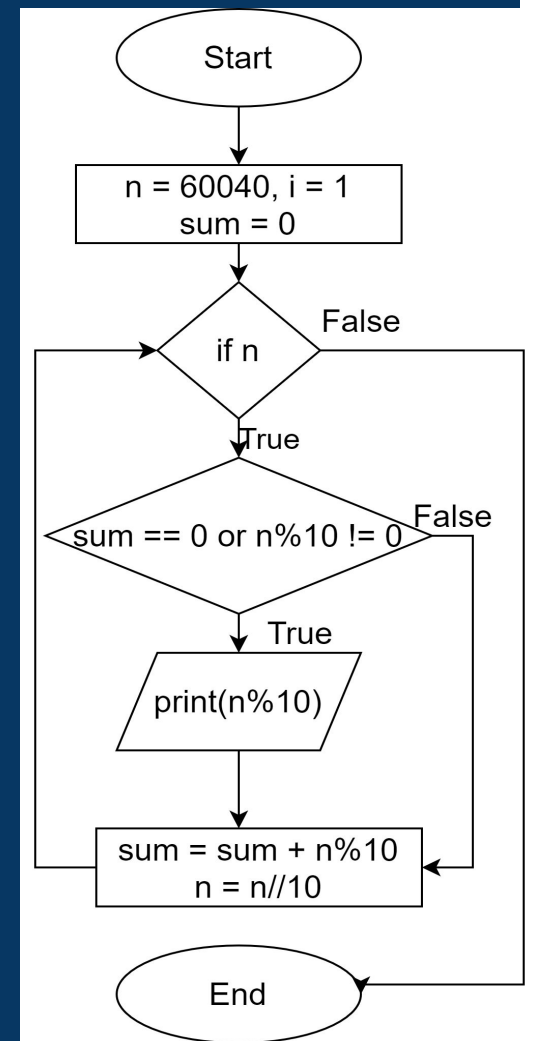 Start
n = 60040, i = 1
sum = 0
if n
False
True
sum == 0 or n%10 != 0
False
True
print(n%10)
sum = sum + n%10
n = n//10
End